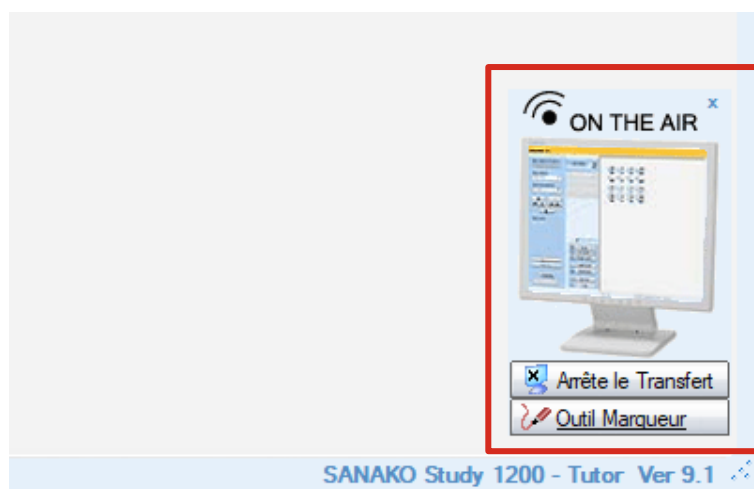 x
ON THE AIR
Arrête le Transfert
Outil Marqueur
SANAKO Study 1200 - Tutor Ver 9.1